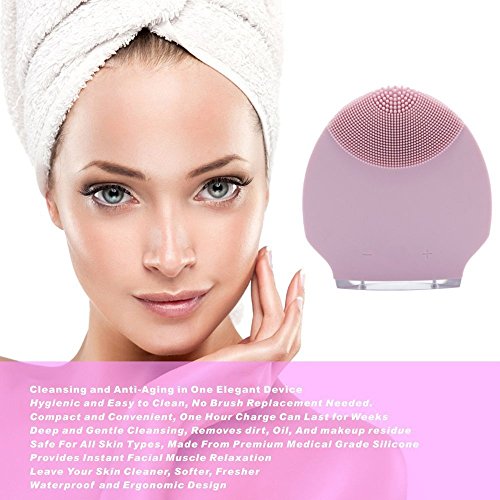 − +
Cleansing and Anti-Aging in One Elegant Device
Hygienic and Easy to Clean, No Brush Replacement Needed.
Compact and Convenient, One Hour Charge Can Last for Weeks
Deep and Gentle Cleansing, Removes dirt, Oil, And makeup residue
Safe For All Skin Types, Made From Premium Medical Grade Silicone
Provides Instant Facial Muscle Relaxation
Leave Your Skin Cleaner, Softer, Fresher
Waterproof and Ergonomic Design